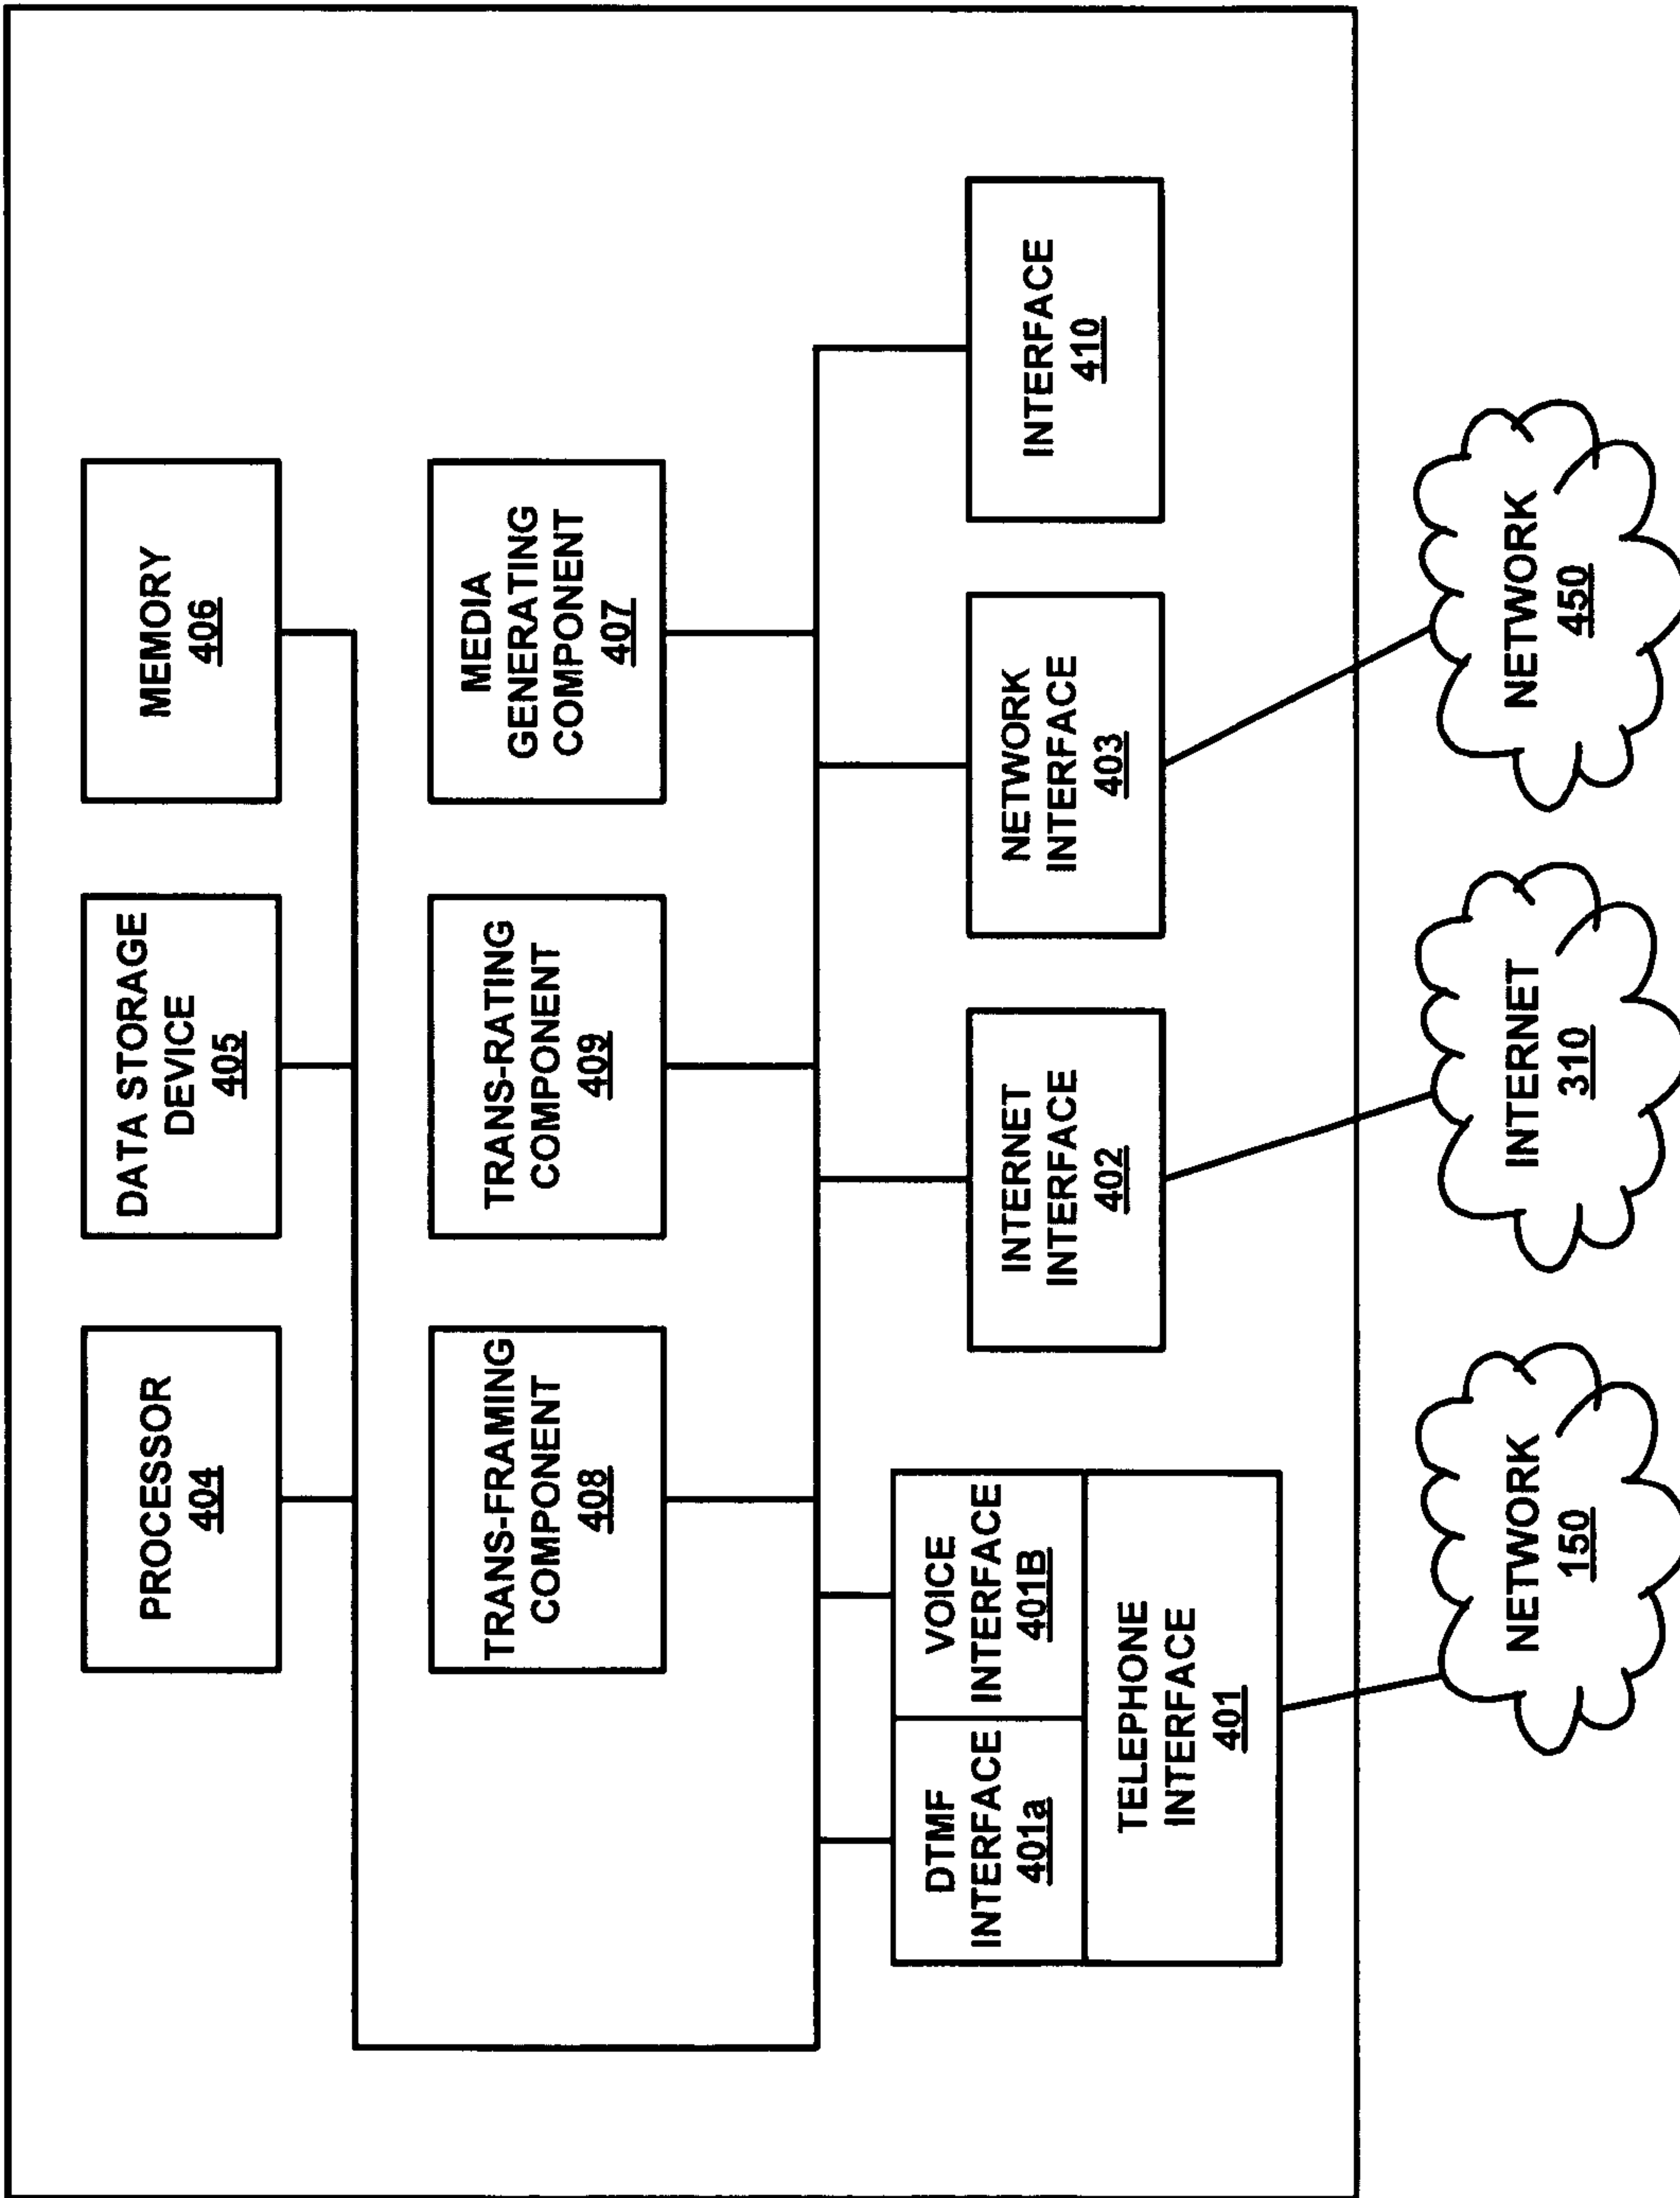 PROCESSOR
404
DATA STORAGE
DEVICE
405
MEMORY
406
TRANS-FRAMING
COMPONENT
408
TRANS-RATING
COMPONENT
409
MEDIA
GENERATING
COMPONENT
407
DTMF
INTERFACE
401a
VOICE
INTERFACE
401B
TELEPHONE
INTERFACE
401
INTERNET
INTERFACE
402
NETWORK
INTERFACE
403
INTERFACE
410
NETWORK
150
INTERNET
310
NETWORK
450